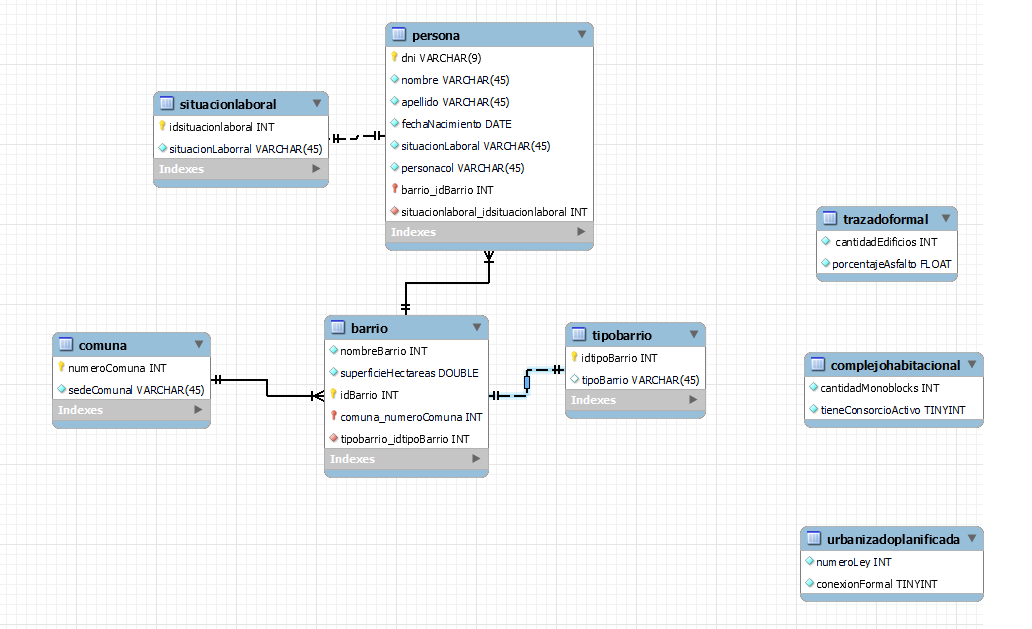 persona
dni VARCHAR(9)
nombre VARCHAR(45)
apellido VARCHAR(45)
fechaNacimiento DATE
situacionLaboral VARCHAR(45)
personacol VARCHAR(45)
barrio_idBarrio INT
situacionlaboral_idsituacionlaboral INT
Indexes
situacionlaboral
idsituacionlaboral INT
situacionLaborral VARCHAR(45)
Indexes
trazadoformal
cantidadEdificios INT
porcentajeAsfalto FLOAT
barrio
nombreBarrio INT
superficieHectareas DOUBLE
idBarrio INT
comuna_numeroComuna INT
tipobarrio_idtipoBarrio INT
Indexes
tipobarrio
idtipoBarrio INT
tipoBarrio VARCHAR(45)
Indexes
comuna
numeroComuna INT
sedeComunal VARCHAR(45)
Indexes
complejohabitacional
cantidadMonoblocks INT
tieneConsorcioActivo TINYINT
urbanizadoplanificada
numeroLey INT
conexionFormal TINYINT